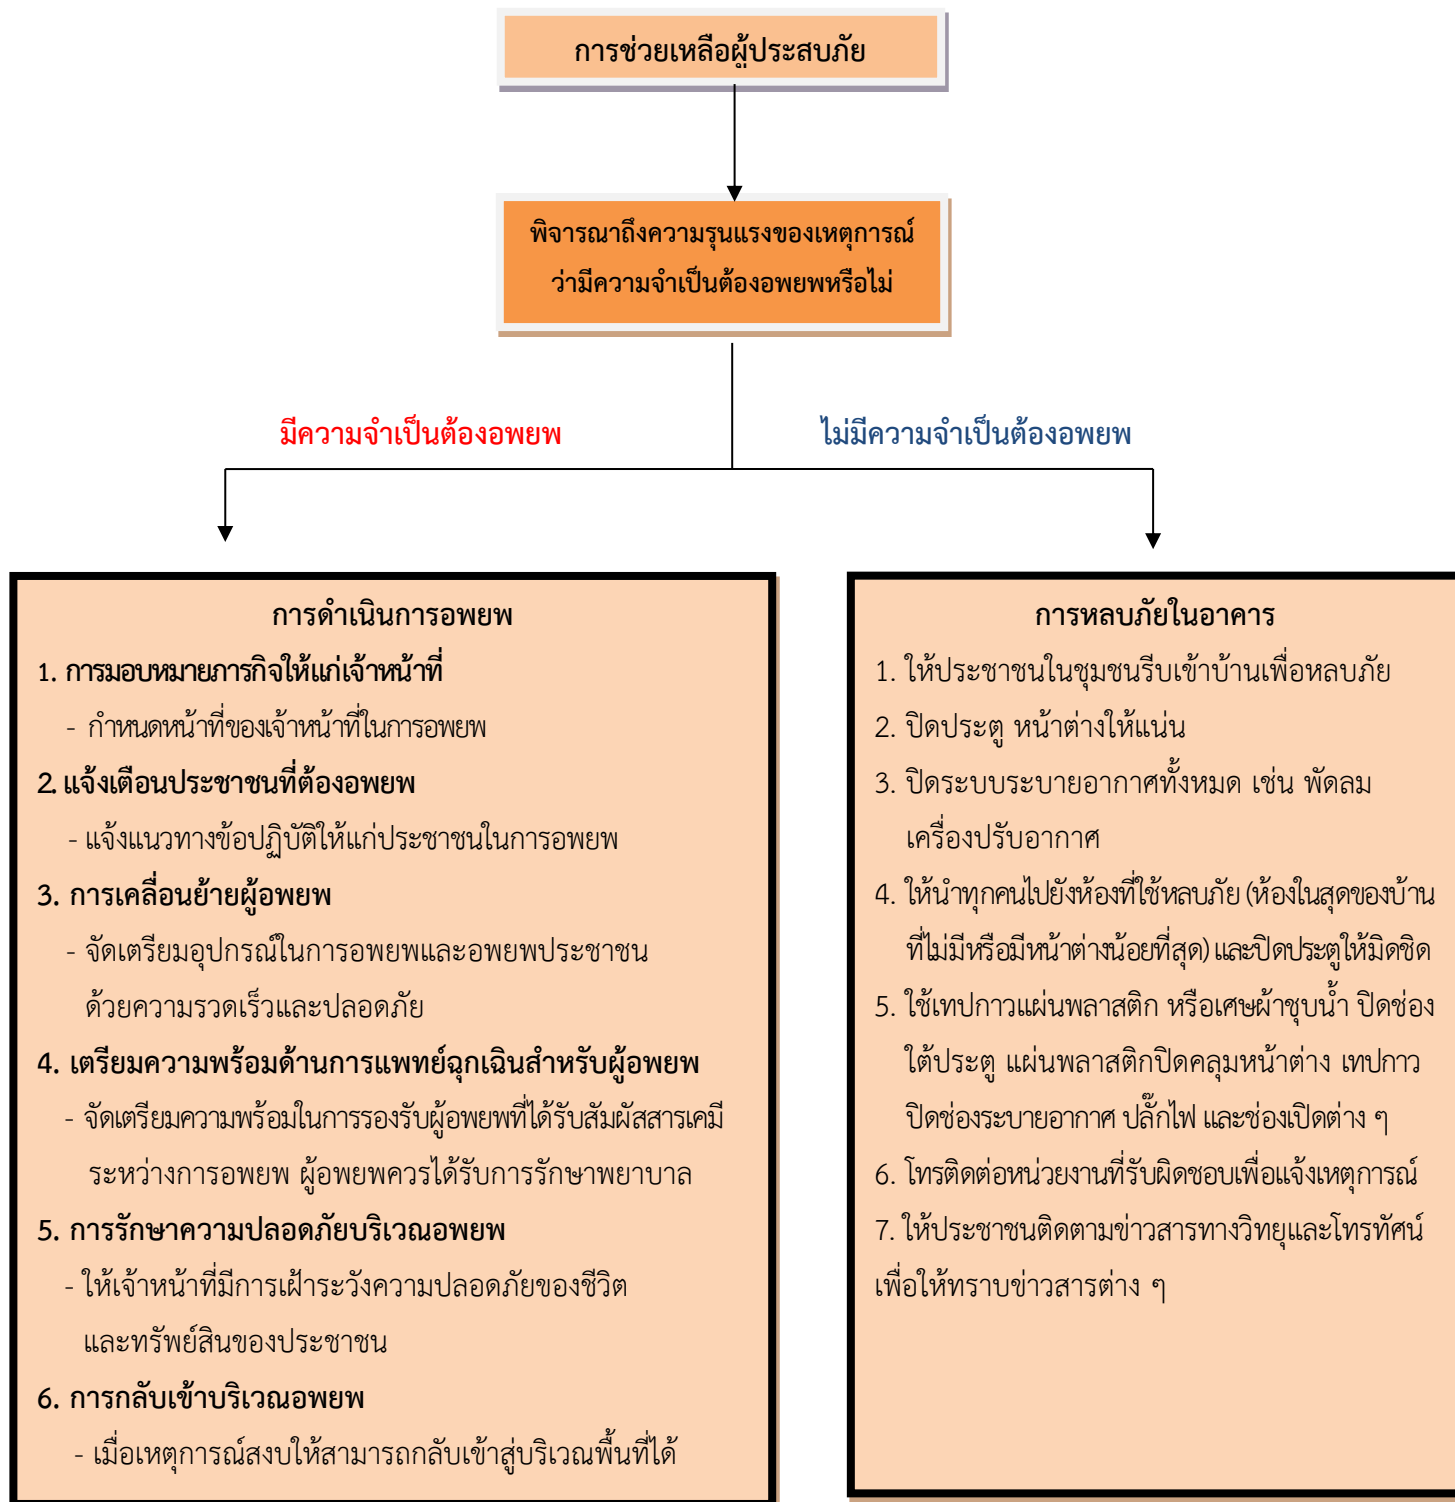 การช่วยเหลือผู้ประสบภัย
พิจารณาถึงความรุนแรงของเหตุการณ์
ว่ามีความจำเป็นต้องอพยพหรือไม่
มีความจำเป็นต้องอพยพ
ไม่มีความจำเป็นต้องอพยพ
การดำเนินการอพยพ
1. การมอบหมายภารกิจให้แก่เจ้าหน้าที่
- กำหนดหน้าที่ของเจ้าหน้าที่ในการอพยพ
2. แจ้งเตือนประชาชนที่ต้องอพยพ
- แจ้งแนวทางข้อปฏิบัติให้แก่ประชาชนในการอพยพ
3. การเคลื่อนย้ายผู้อพยพ
- จัดเตรียมอุปกรณ์ในการอพยพและอพยพประชาชน
ด้วยความรวดเร็วและปลอดภัย
4. เตรียมความพร้อมด้านการแพทย์ฉุกเฉินสำหรับผู้อพยพ
- จัดเตรียมความพร้อมในการรองรับผู้อพยพที่ได้รับสัมผัสสารเคมี
ระหว่างการอพยพ ผู้อพยพควรได้รับการรักษาพยาบาล
5. การรักษาความปลอดภัยบริเวณอพยพ
- ให้เจ้าหน้าที่มีการเฝ้าระวังความปลอดภัยของชีวิต
และทรัพย์สินของประชาชน
6. การกลับเข้าบริเวณอพยพ
- เมื่อเหตุการณ์สงบให้สามารถกลับเข้าสู่บริเวณพื้นที่ได้
การหลบภัยในอาคาร
1. ให้ประชาชนในชุมชนรีบเข้าบ้านเพื่อหลบภัย
2. ปิดประตู หน้าต่างให้แน่น
3. ปิดระบบระบายอากาศทั้งหมด เช่น พัดลม
เครื่องปรับอากาศ
4. ให้นำทุกคนไปยังห้องที่ใช้หลบภัย (ห้องในสุดของบ้าน
ที่ไม่มีหรือมีหน้าต่างน้อยที่สุด) และปิดประตูให้มิดชิด
5. ใช้เทปกาวแผ่นพลาสติก หรือเศษผ้าชุบน้ำ ปิดช่อง
ใต้ประตู แผ่นพลาสติกปิดคลุมหน้าต่าง เทปกาว
ปิดช่องระบายอากาศ ปลั๊กไฟ และช่องเปิดต่าง ๆ
6. โทรติดต่อหน่วยงานที่รับผิดชอบเพื่อแจ้งเหตุการณ์
7. ให้ประชาชนติดตามข่าวสารทางวิทยุและโทรทัศน์
เพื่อให้ทราบข่าวสารต่าง ๆ